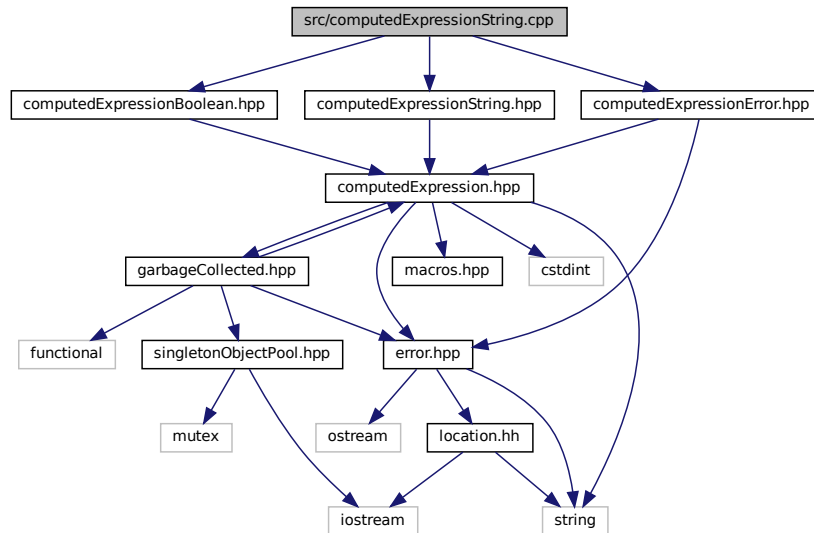 src/computedExpressionString.cpp
computedExpressionBoolean.hpp
computedExpressionString.hpp
computedExpressionError.hpp
computedExpression.hpp
garbageCollected.hpp
macros.hpp
cstdint
functional
singletonObjectPool.hpp
error.hpp
mutex
ostream
location.hh
iostream
string